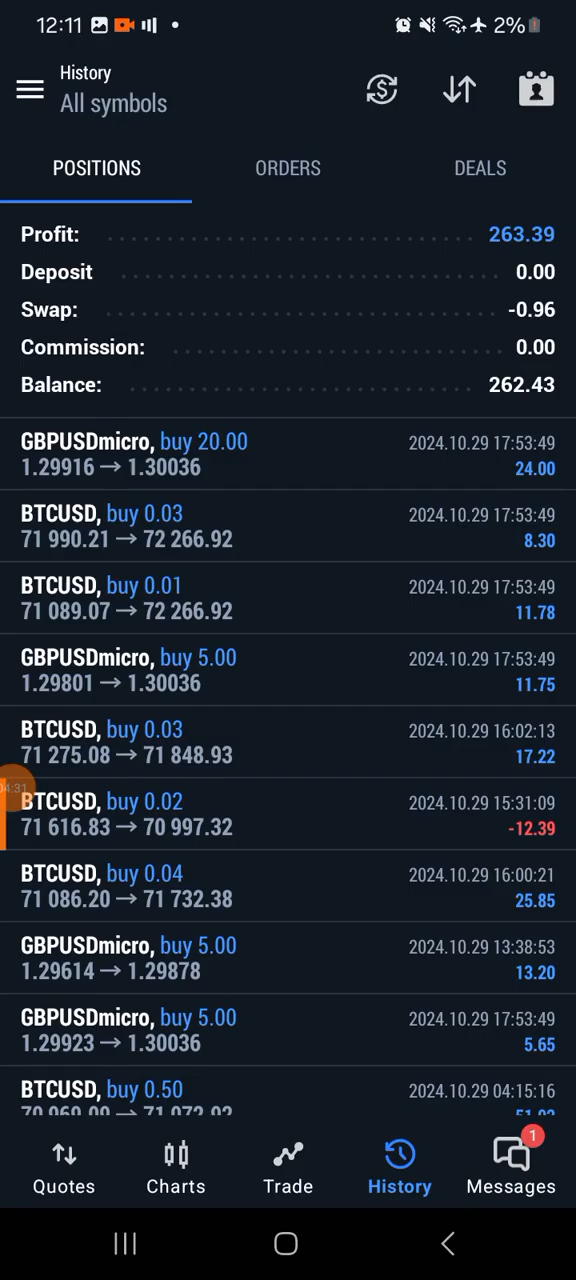 12:11 2%
History
All symbols
POSITIONS ORDERS DEALS
Profit: 263.39
Deposit 0.00
Swap: -0.96
Commission: 0.00
Balance: 262.43
GBPUSDmicro, buy 20.00 2024.10.29 17:53:49
1.29916 → 1.30036 24.00
BTCUSD, buy 0.03 2024.10.29 17:53:49
71 990.21 → 72 266.92 8.30
BTCUSD, buy 0.01 2024.10.29 17:53:49
71 089.07 → 72 266.92 11.78
GBPUSDmicro, buy 5.00 2024.10.29 17:53:49
1.29801 → 1.30036 11.75
BTCUSD, buy 0.03 2024.10.29 16:02:13
71 275.08 → 71 848.93 17.22
04:31
BTCUSD, buy 0.02 2024.10.29 15:31:09
71 616.83 → 70 997.32 -12.39
BTCUSD, buy 0.04 2024.10.29 16:00:21
71 086.20 → 71 732.38 25.85
GBPUSDmicro, buy 5.00 2024.10.29 13:38:53
1.29614 → 1.29878 13.20
GBPUSDmicro, buy 5.00 2024.10.29 17:53:49
1.29923 → 1.30036 5.65
BTCUSD, buy 0.50 2024.10.29 04:15:16
1
Quotes Charts Trade History Messages